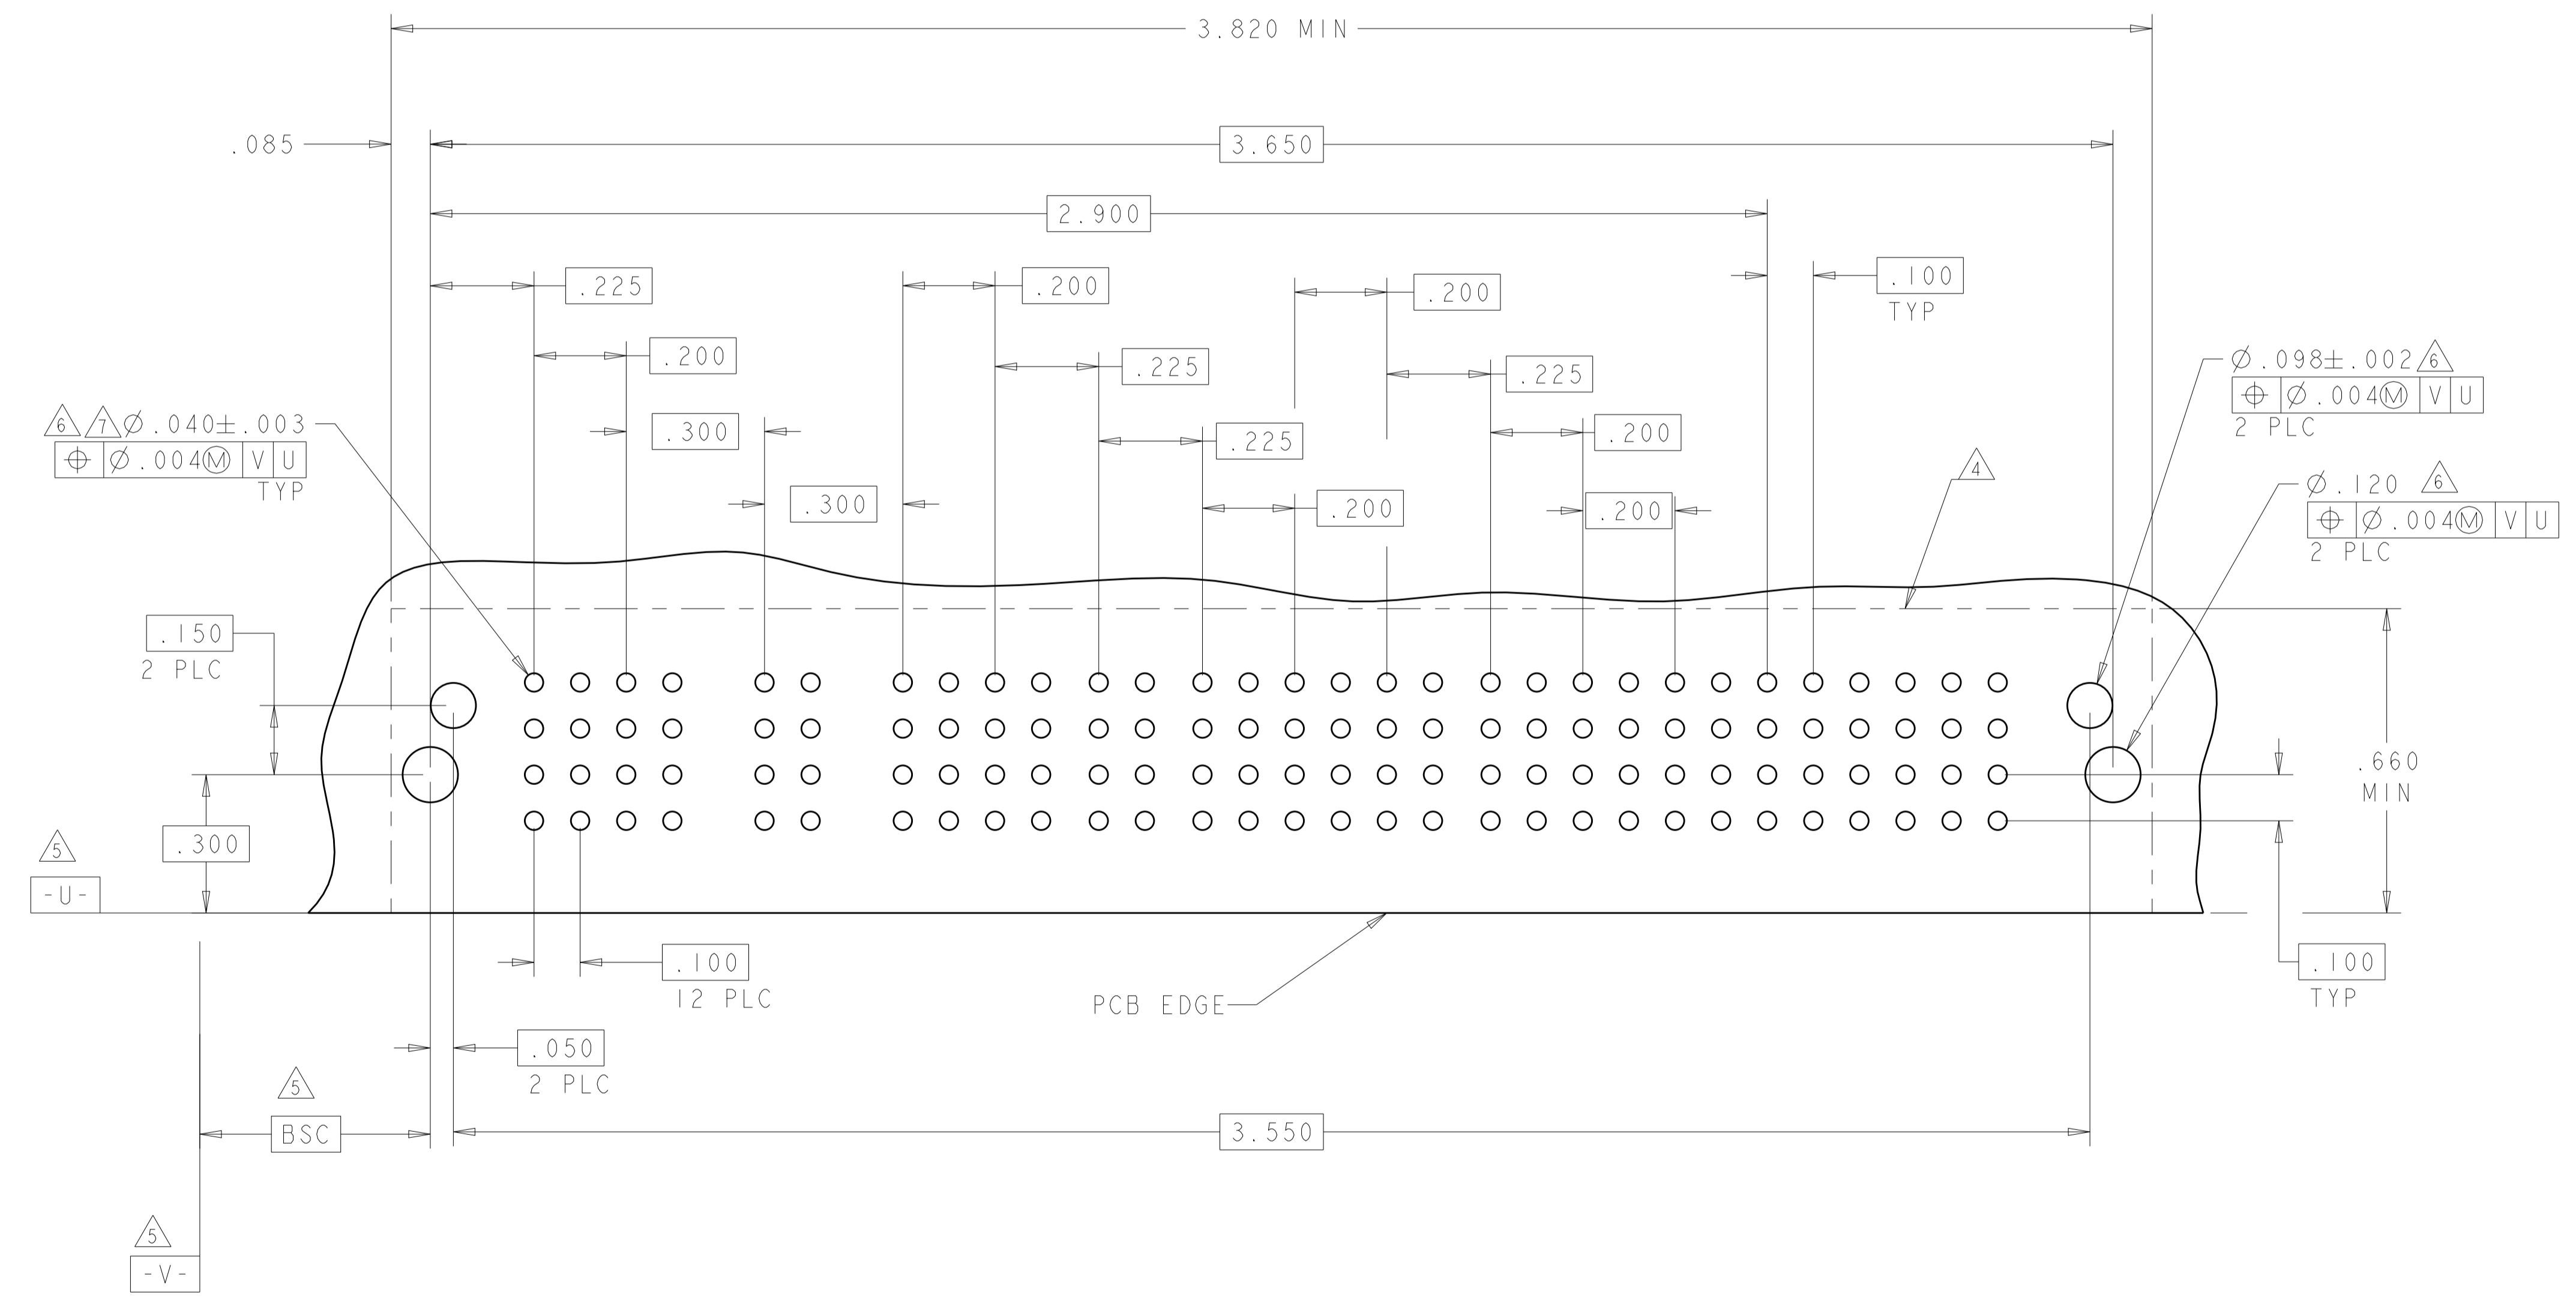 3.820 MIN
.085
3.650
2.900
.225
.200
.200
.100
TYP
.200
.225
.225
⌀.098±.002 6
⌖ ⌀.004Ⓜ V U
2 PLC
6 7 ⌀.040±.003
⌖ ⌀.004Ⓜ V U
TYP
.300
.225
.200
4
⌀.120 6
⌖ ⌀.004Ⓜ V U
2 PLC
.300
.200
.200
.150
2 PLC
.660
MIN
.300
5
-U-
.100
12 PLC
PCB EDGE
.100
TYP
.050
2 PLC
5
BSC
3.550
5
-V-